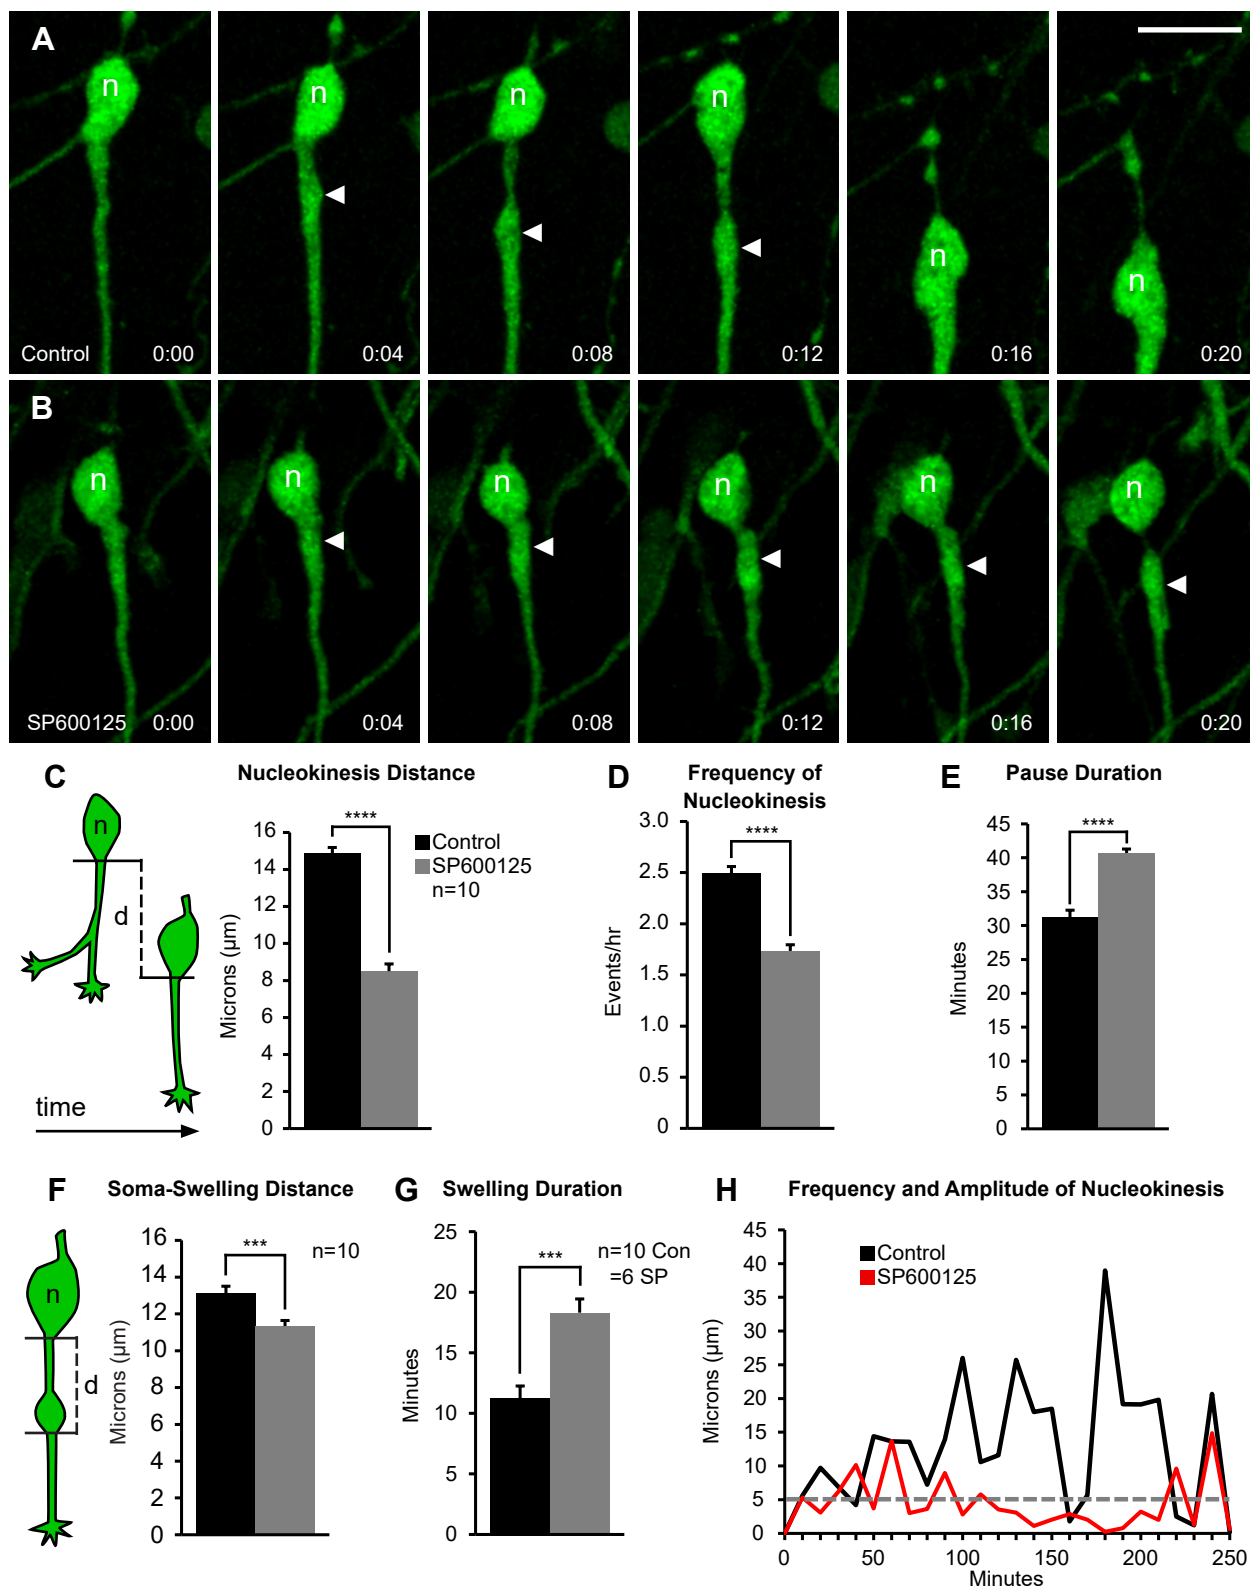 A
n
n
n
n
n
n
Control 0:00
0:04
0:08
0:12
0:16
0:20
B
n
n
n
n
n
n
SP600125 0:00
0:04
0:08
0:12
0:16
0:20
C
n
d
time
Nucleokinesis Distance
****
Control
SP600125
n=10
Microns (µm)
16
14
12
10
8
6
4
2
0
D
Frequency of
Nucleokinesis
****
Events/hr
3.0
2.5
2.0
1.5
1.0
0.5
0
E
Pause Duration
****
Minutes
45
40
35
30
25
20
15
10
5
0
F
n
d
Soma-Swelling Distance
***
n=10
Microns (µm)
16
14
12
10
8
6
4
2
0
G
Swelling Duration
***
n=10 Con
=6 SP
Minutes
25
20
15
10
5
0
H
Frequency and Amplitude of Nucleokinesis
Control
SP600125
Microns (µm)
45
40
35
30
25
20
15
10
5
0
0 50 100 150 200 250
Minutes